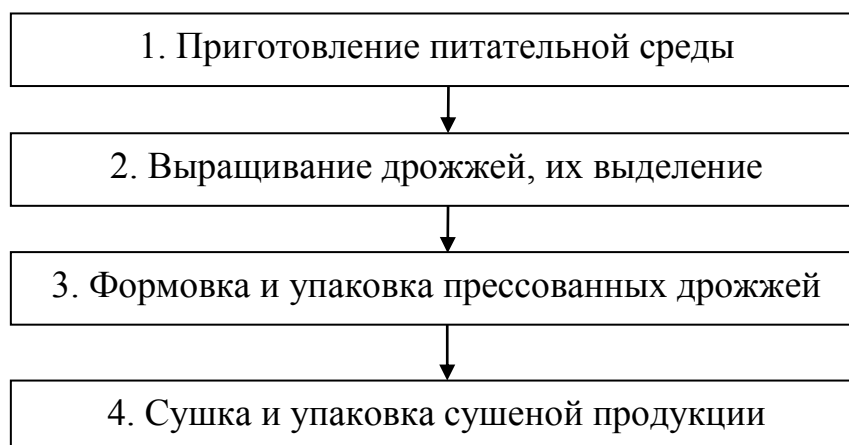 1. Приготовление питательной среды
2. Выращивание дрожжей, их выделение
3. Формовка и упаковка прессованных дрожжей
4. Сушка и упаковка сушеной продукции